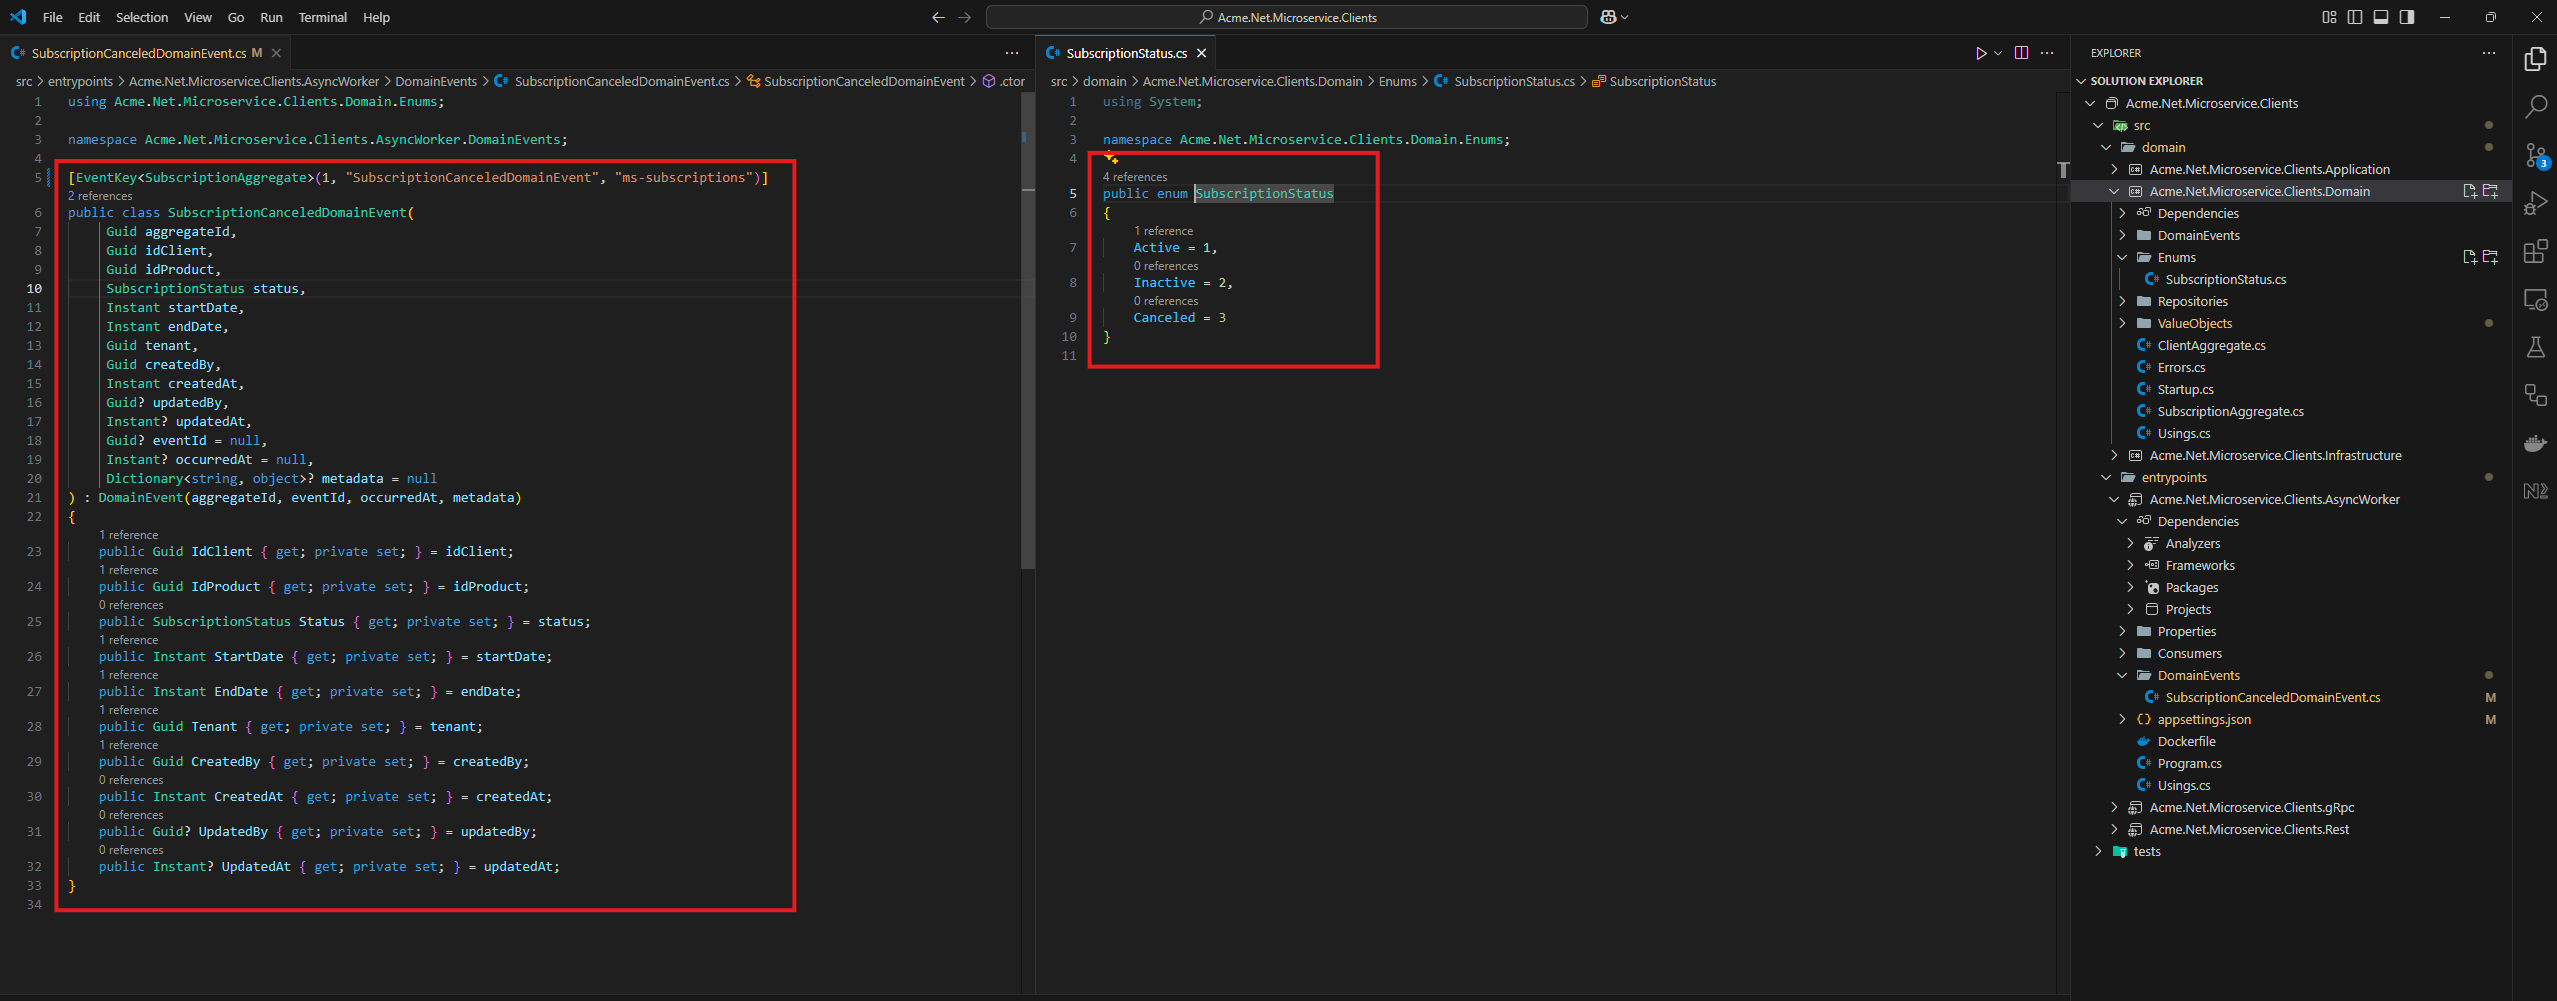 File Edit Selection View Go Run Terminal Help
Acme.Net.Microservice.Clients
SubscriptionCanceledDomainEvent.cs M
src > entrypoints > Acme.Net.Microservice.Clients.AsyncWorker > DomainEvents > SubscriptionCanceledDomainEvent.cs > SubscriptionCanceledDomainEvent > .ctor
1 using Acme.Net.Microservice.Clients.Domain.Enums;
2
3 namespace Acme.Net.Microservice.Clients.AsyncWorker.DomainEvents;
4
5 [EventKey<SubscriptionAggregate>(1, "SubscriptionCanceledDomainEvent", "ms-subscriptions")]
2 references
6 public class SubscriptionCanceledDomainEvent(
7 Guid aggregateId,
8 Guid idClient,
9 Guid idProduct,
10 SubscriptionStatus status,
11 Instant startDate,
12 Instant endDate,
13 Guid tenant,
14 Guid createdBy,
15 Instant createdAt,
16 Guid? updatedBy,
17 Instant? updatedAt,
18 Guid? eventId = null,
19 Instant? occurredAt = null,
20 Dictionary<string, object>? metadata = null
21 ) : DomainEvent(aggregateId, eventId, occurredAt, metadata)
22 {
1 reference
23 public Guid IdClient { get; private set; } = idClient;
1 reference
24 public Guid IdProduct { get; private set; } = idProduct;
0 references
25 public SubscriptionStatus Status { get; private set; } = status;
1 reference
26 public Instant StartDate { get; private set; } = startDate;
1 reference
27 public Instant EndDate { get; private set; } = endDate;
1 reference
28 public Guid Tenant { get; private set; } = tenant;
1 reference
29 public Guid CreatedBy { get; private set; } = createdBy;
0 references
30 public Instant CreatedAt { get; private set; } = createdAt;
0 references
31 public Guid? UpdatedBy { get; private set; } = updatedBy;
0 references
32 public Instant? UpdatedAt { get; private set; } = updatedAt;
33 }
34
SubscriptionStatus.cs
src > domain > Acme.Net.Microservice.Clients.Domain > Enums > SubscriptionStatus.cs > SubscriptionStatus
1 using System;
2
3 namespace Acme.Net.Microservice.Clients.Domain.Enums;
4
4 references
5 public enum SubscriptionStatus
6 {
1 reference
7 Active = 1,
0 references
8 Inactive = 2,
0 references
9 Canceled = 3
10 }
11
EXPLORER
SOLUTION EXPLORER
Acme.Net.Microservice.Clients
src
domain
Acme.Net.Microservice.Clients.Application
Acme.Net.Microservice.Clients.Domain
Dependencies
DomainEvents
Enums
SubscriptionStatus.cs
Repositories
ValueObjects
ClientAggregate.cs
Errors.cs
Startup.cs
SubscriptionAggregate.cs
Usings.cs
Acme.Net.Microservice.Clients.Infrastructure
entrypoints
Acme.Net.Microservice.Clients.AsyncWorker
Dependencies
Analyzers
Frameworks
Packages
Projects
Properties
Consumers
DomainEvents
SubscriptionCanceledDomainEvent.cs M
appsettings.json M
Dockerfile
Program.cs
Usings.cs
Acme.Net.Microservice.Clients.gRpc
Acme.Net.Microservice.Clients.Rest
tests
3